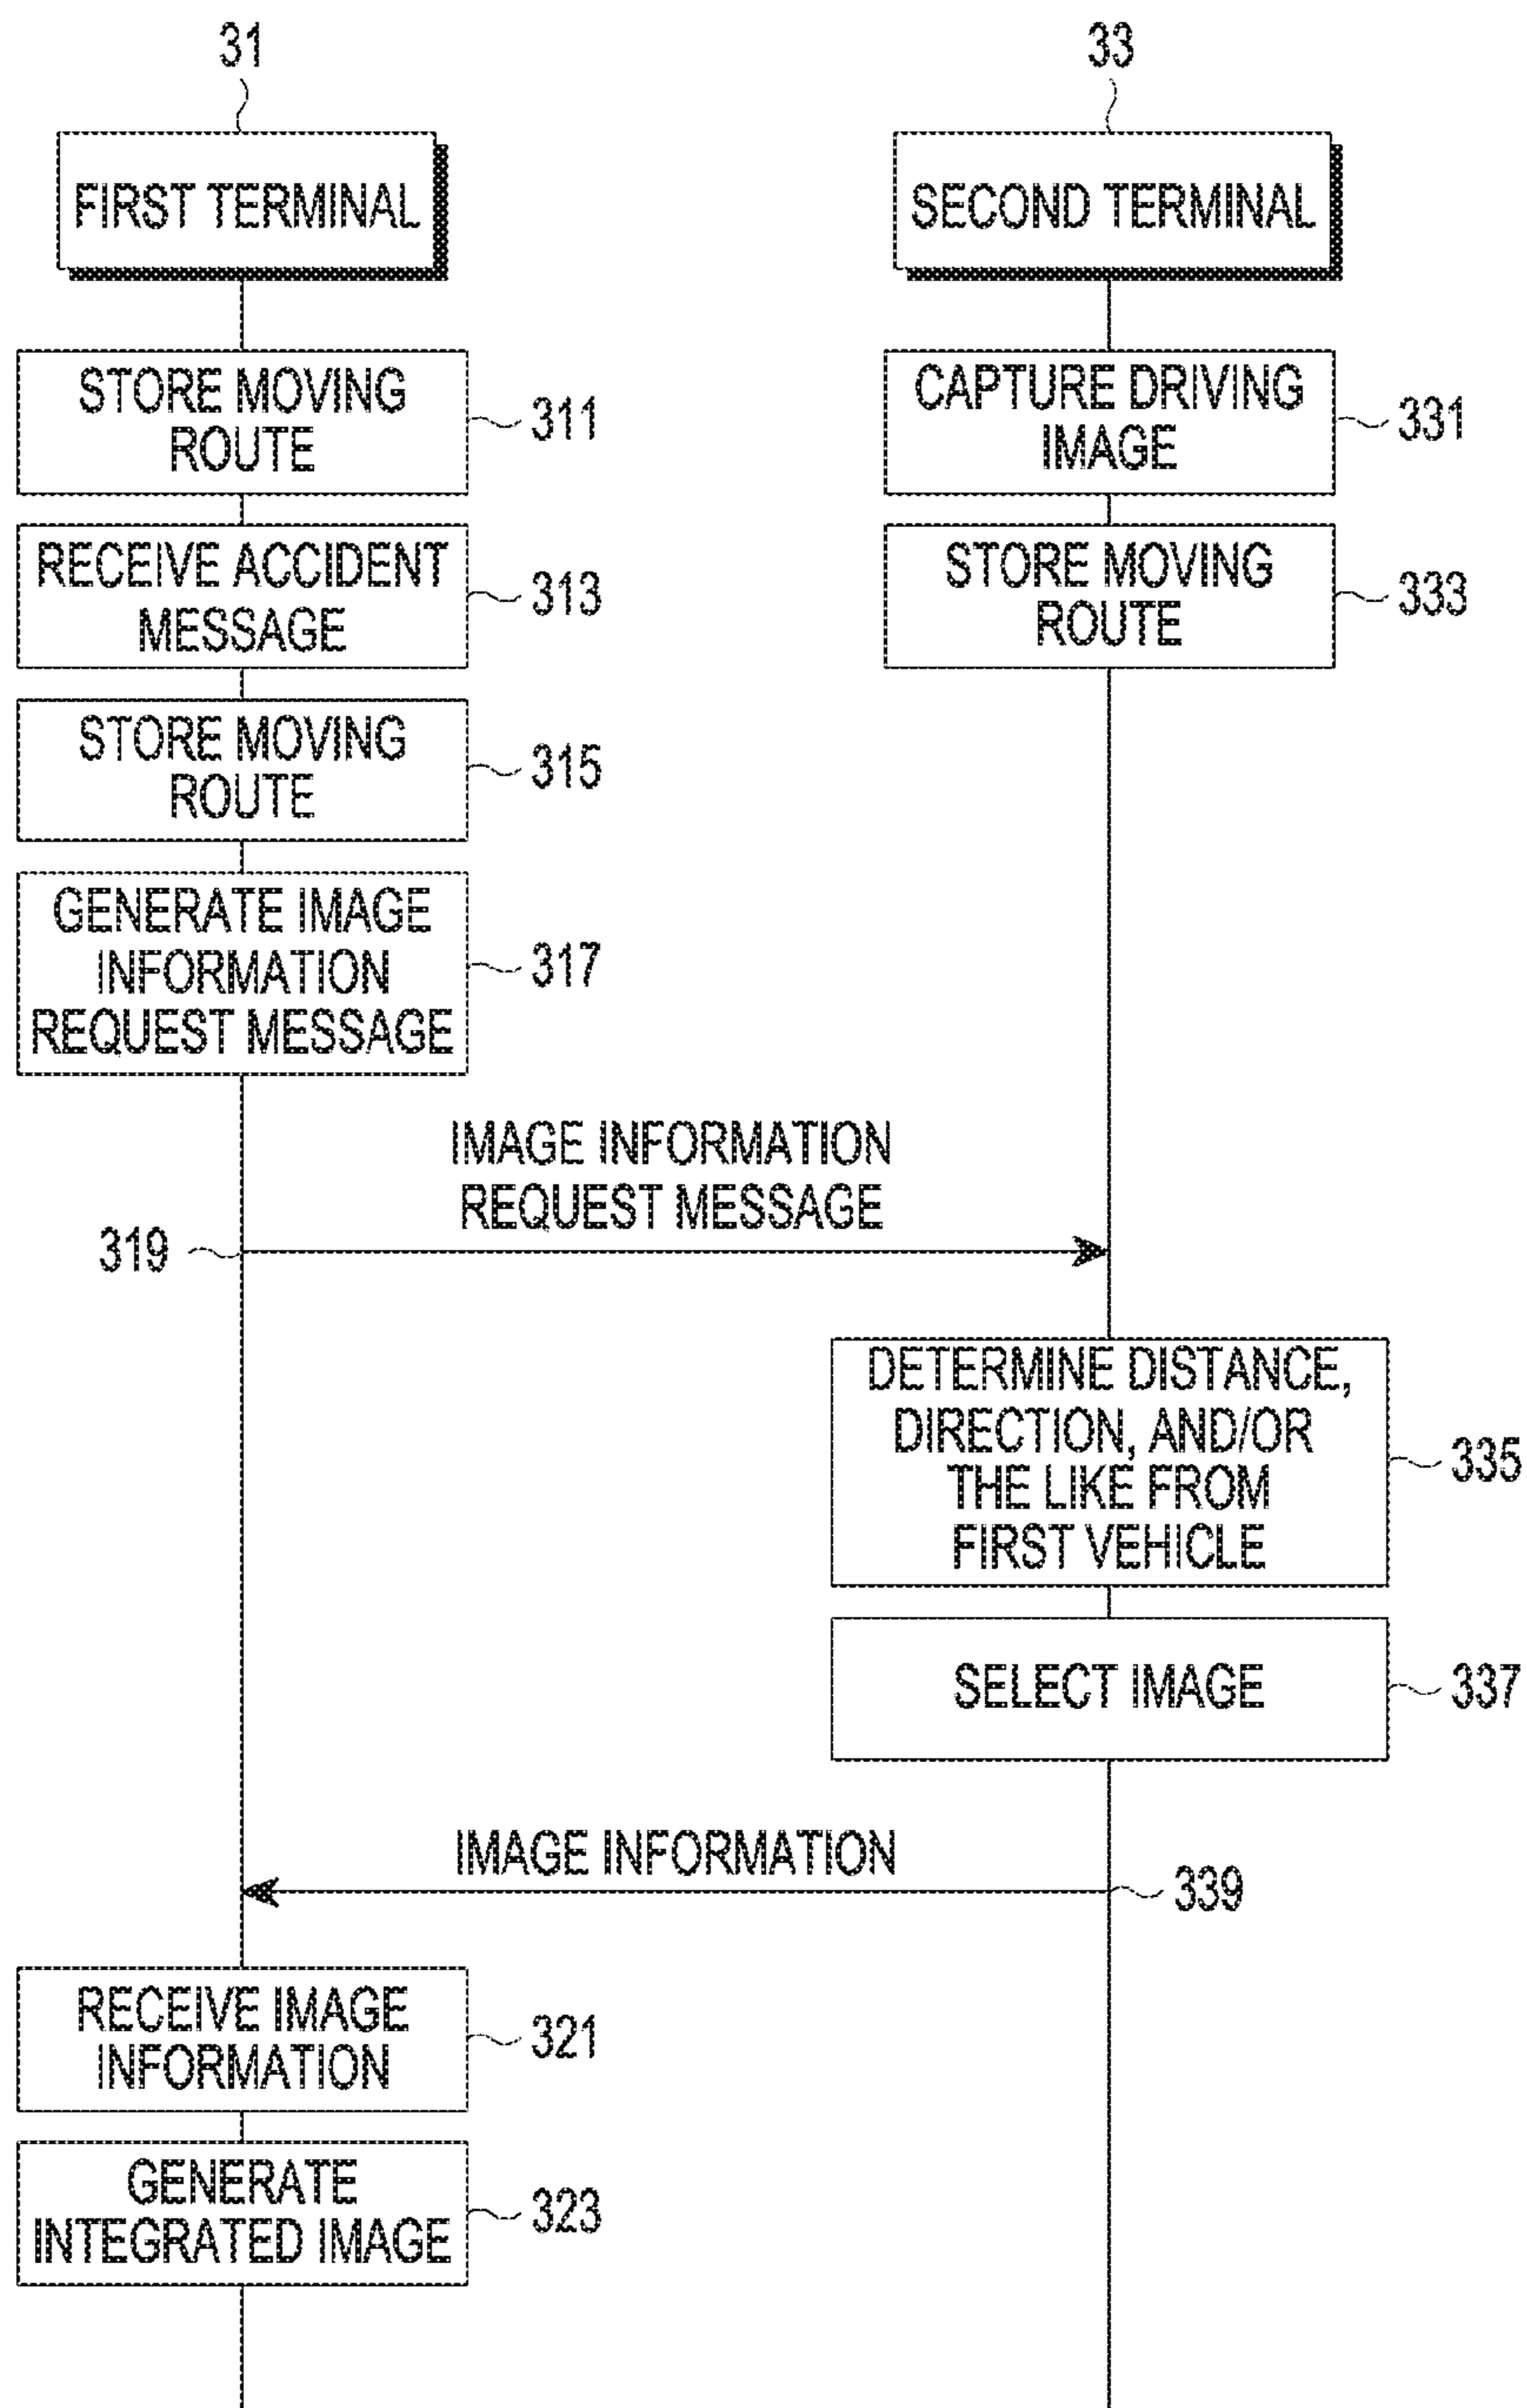 31
33
FIRST TERMINAL
SECOND TERMINAL
STORE MOVING
ROUTE
311
CAPTURE DRIVING
IMAGE
331
RECEIVE ACCIDENT
MESSAGE
313
STORE MOVING
ROUTE
333
STORE MOVING
ROUTE
315
GENERATE IMAGE
INFORMATION
REQUEST MESSAGE
317
IMAGE INFORMATION
REQUEST MESSAGE
319
DETERMINE DISTANCE,
DIRECTION, AND/OR
THE LIKE FROM
FIRST VEHICLE
335
SELECT IMAGE
337
IMAGE INFORMATION
339
RECEIVE IMAGE
INFORMATION
321
GENERATE
INTEGRATED IMAGE
323